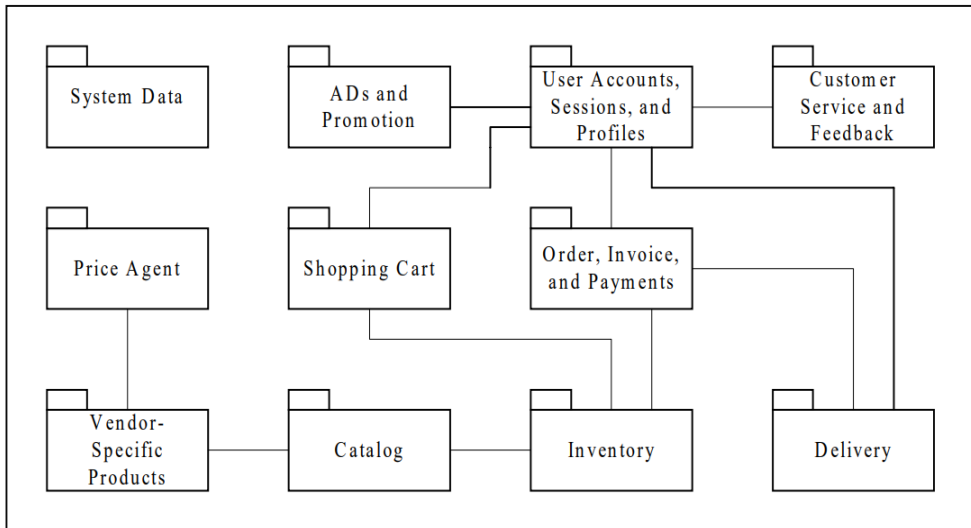 System Data
ADs and
Promotion
User Accounts,
Sessions, and
Profiles
Customer
Service and
Feedback
Price Agent
Shopping Cart
Order, Invoice,
and Payments
Vendor-
Specific
Products
Catalog
Inventory
Delivery